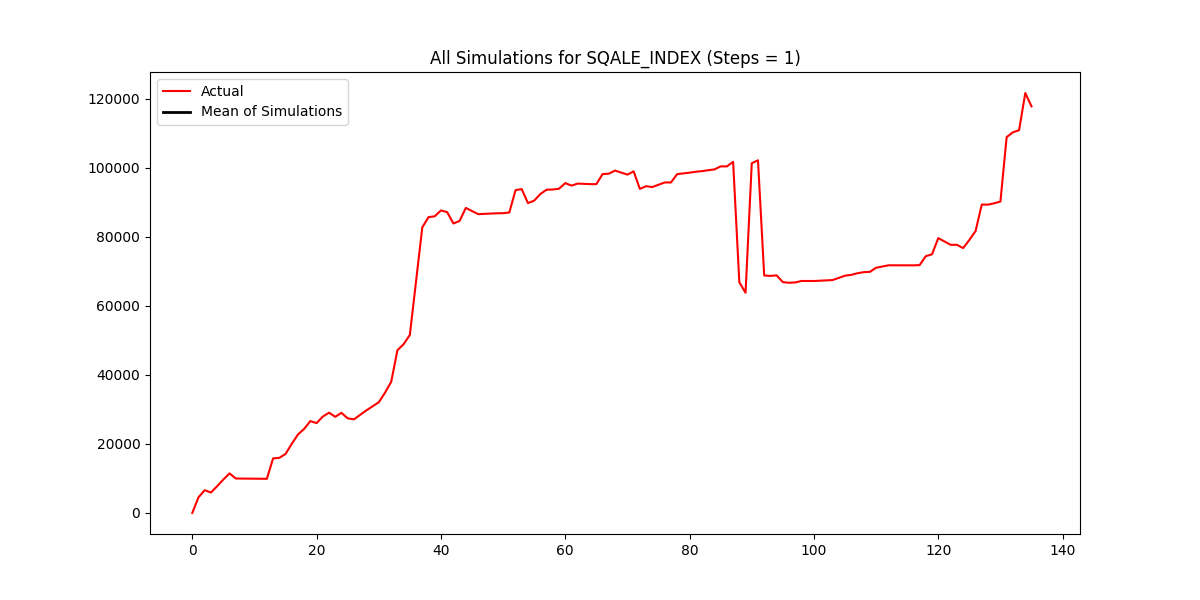 All Simulations for SQALE_INDEX (Steps = 1)
Actual
Mean of Simulations
120000
100000
80000
60000
40000
20000
0
0 20 40 60 80 100 120 140